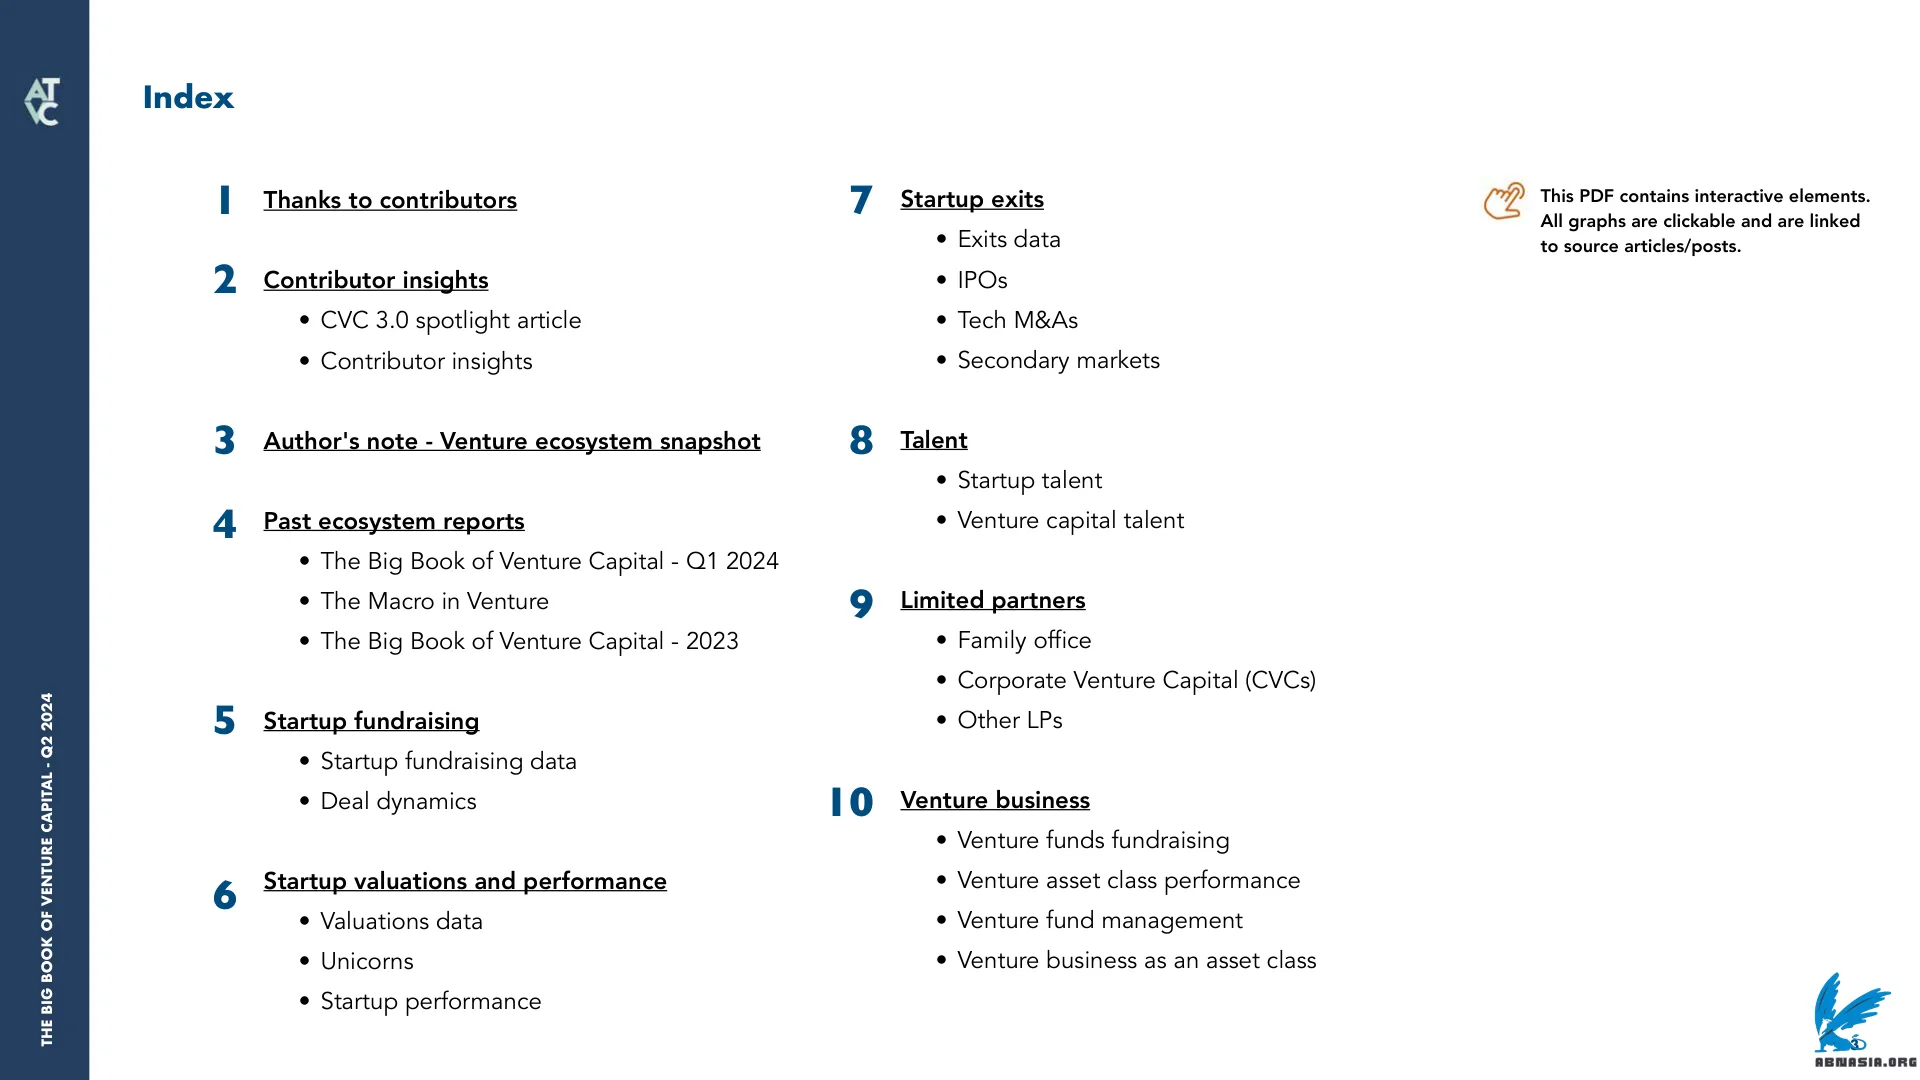 AT
VC
THE BIG BOOK OF VENTURE CAPITAL - Q2 2024
Index
1 Thanks to contributors
2 Contributor insights
• CVC 3.0 spotlight article
• Contributor insights
3 Author's note - Venture ecosystem snapshot
4 Past ecosystem reports
• The Big Book of Venture Capital - Q1 2024
• The Macro in Venture
• The Big Book of Venture Capital - 2023
5 Startup fundraising
• Startup fundraising data
• Deal dynamics
6 Startup valuations and performance
• Valuations data
• Unicorns
• Startup performance
7 Startup exits
• Exits data
• IPOs
• Tech M&As
• Secondary markets
8 Talent
• Startup talent
• Venture capital talent
9 Limited partners
• Family office
• Corporate Venture Capital (CVCs)
• Other LPs
10 Venture business
• Venture funds fundraising
• Venture asset class performance
• Venture fund management
• Venture business as an asset class
This PDF contains interactive elements.
All graphs are clickable and are linked
to source articles/posts.
3
ABNASIA.ORG